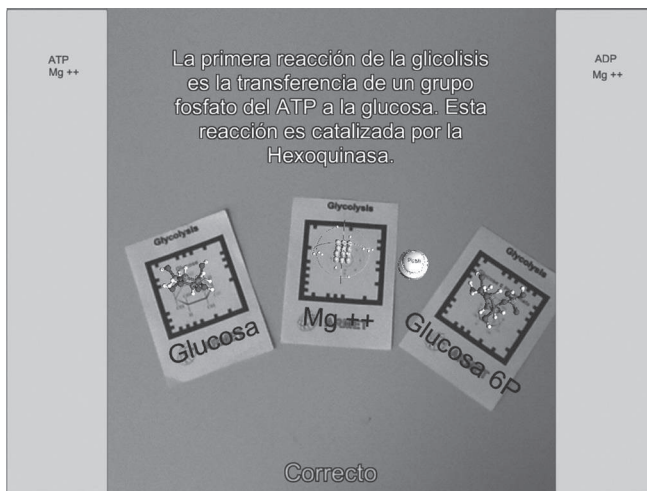 ATP
Mg ++
La primera reacción de la glicolisis
es la transferencia de un grupo
fosfato del ATP a la glucosa. Esta
reacción es catalizada por la
Hexoquinasa.
ADP
Mg ++
Glycolysis
Glucosa
Glycolysis
Mg ++
PUSH
Glycolysis
Glucosa 6P
Correcto